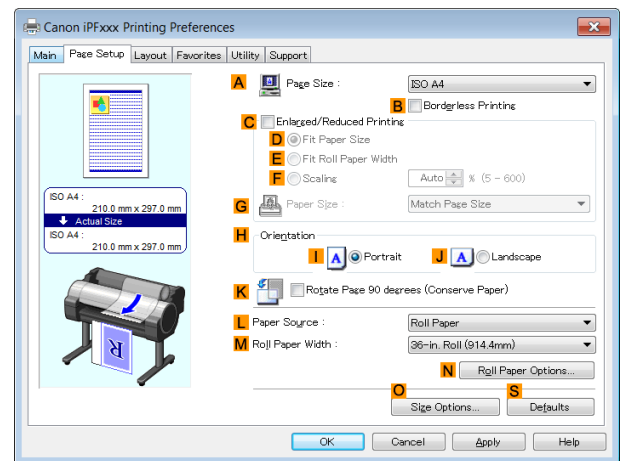 Canon iPFxxx Printing Preferences
Main Page Setup Layout Favorites Utility Support
A Page Size : ISO A4
B Borderless Printing
C Enlarged/Reduced Printing
D Fit Paper Size
E Fit Roll Paper Width
F Scaling Auto % (5 - 600)
G Paper Size : Match Page Size
ISO A4 :
210.0 mm x 297.0 mm
Actual Size
ISO A4 :
210.0 mm x 297.0 mm
H Orientation
I A Portrait J A Landscape
K Rotate Page 90 degrees (Conserve Paper)
L Paper Source : Roll Paper
M Roll Paper Width : 36-in. Roll (914.4mm)
R
N Roll Paper Options...
O S
Size Options... Defaults
OK Cancel Apply Help